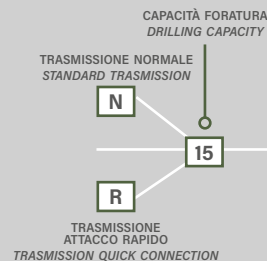 CAPACITÀ FORATURA
DRILLING CAPACITY
TRASMISSIONE NORMALE
STANDARD TRASMISSION
N
15
R
TRASMISSIONE
ATTACCO RAPIDO
TRASMISSION QUICK CONNECTION